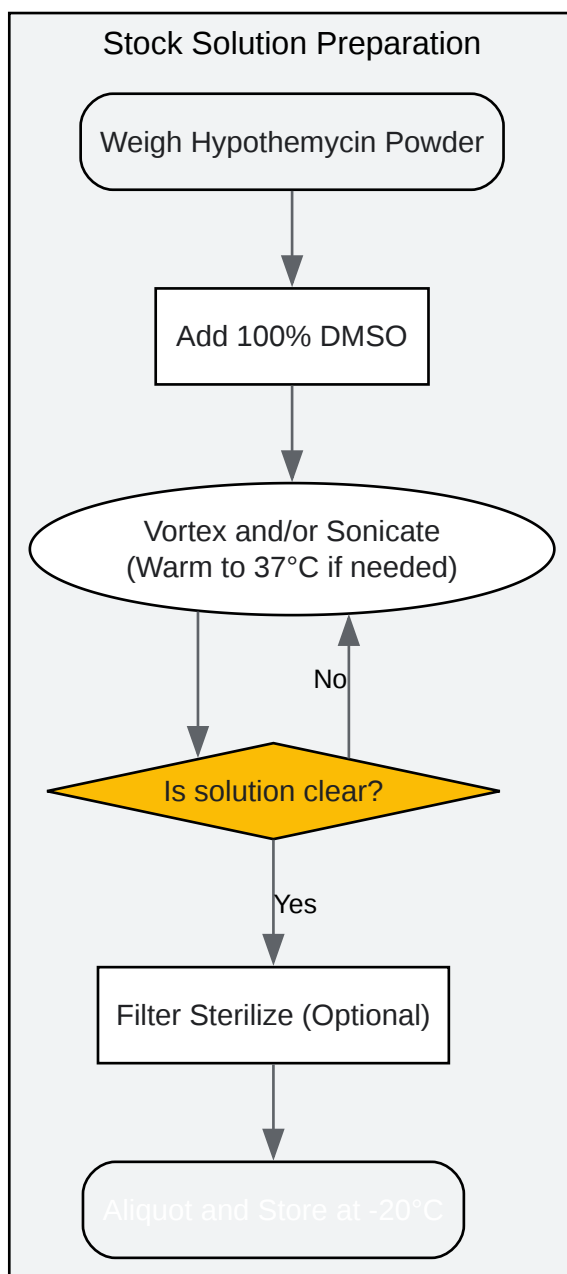 Stock Solution Preparation
Weigh Hypothemycin Powder
Add 100% DMSO
Vortex and/or Sonicate
(Warm to 37°C if needed)
No
Is solution clear?
Yes
Filter Sterilize (Optional)
Aliquot and Store at -20°C